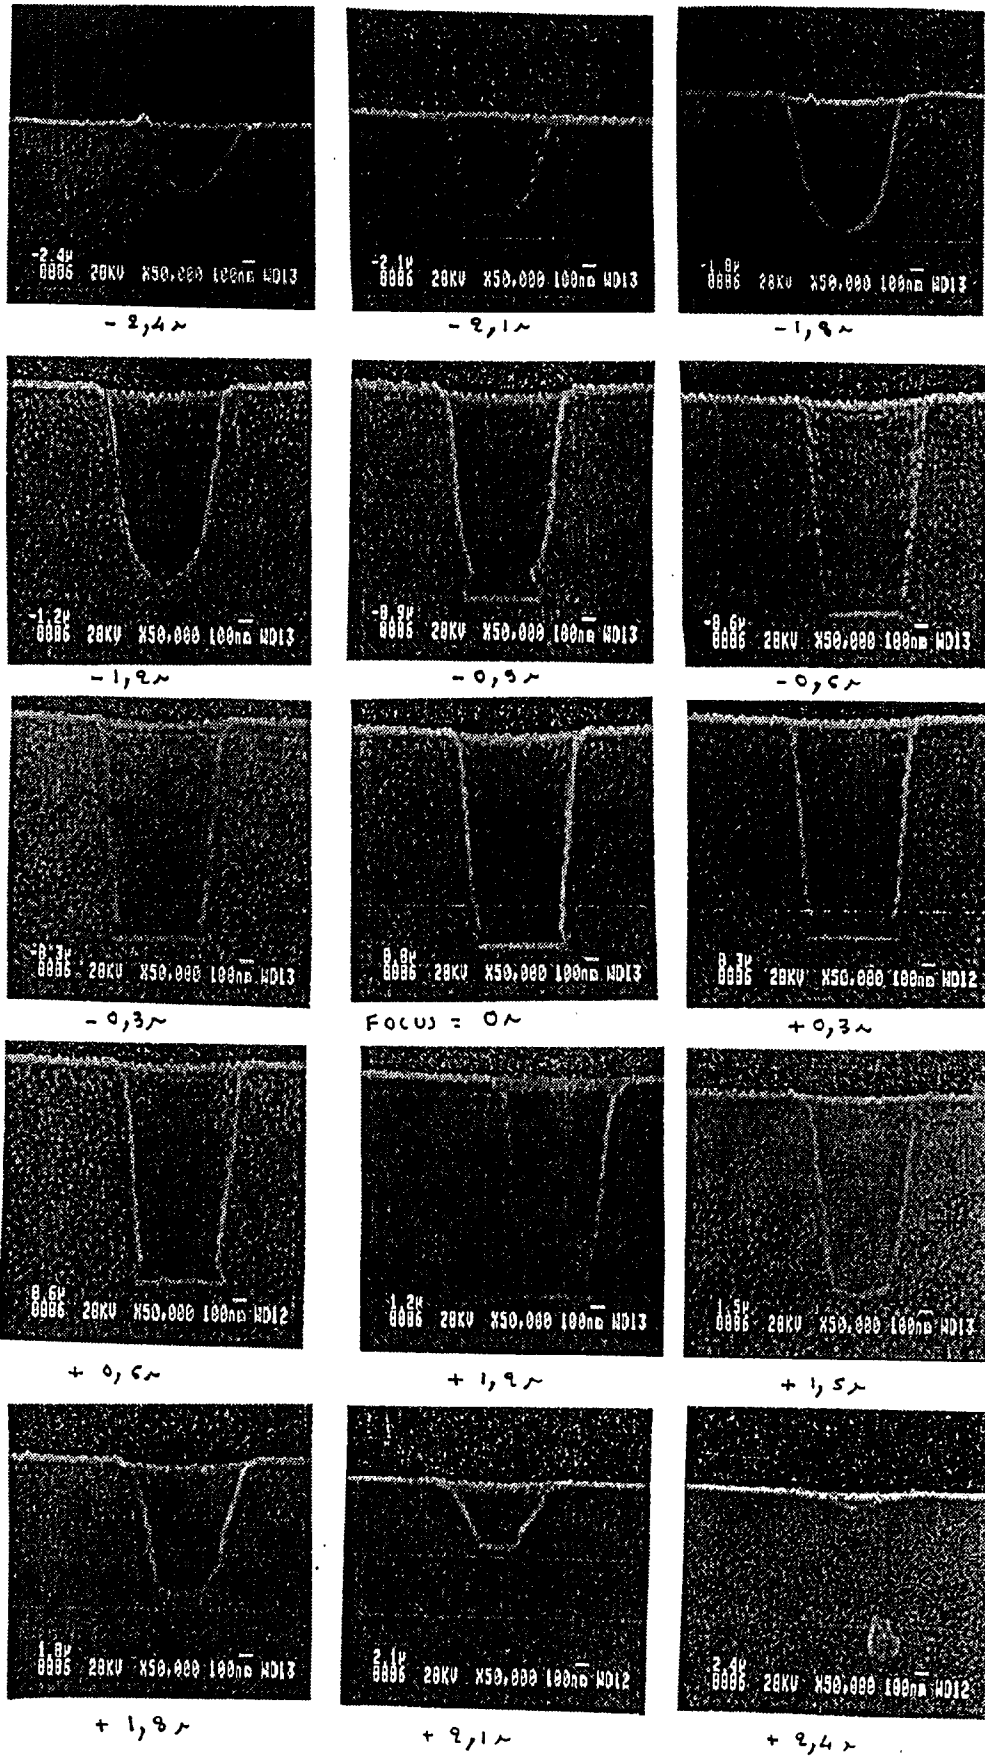 -2.4µ
0006 20KV X50,000 100nm WD13
-2.1µ
0006 20KV X50,000 100nm WD13
-1.8µ
0006 20KV X50,000 100nm WD13
- 2,4µ
- 2,1µ
- 1,8µ
-1.2µ
0006 20KV X50,000 100nm WD13
-0.9µ
0006 20KV X50,000 100nm WD13
-0.6µ
0006 20KV X50,000 100nm WD13
- 1,2µ
- 0,9µ
- 0,6µ
-0.3µ
0006 20KV X50,000 100nm WD13
0.0µ
0006 20KV X50,000 100nm WD13
0.3µ
0006 20KV X50,000 100nm WD12
- 0,3µ
FOCUS = 0µ
+ 0,3µ
0.6µ
0006 20KV X50,000 100nm WD12
1.2µ
0006 20KV X50,000 100nm WD13
1.5µ
0006 20KV X50,000 100nm WD13
+ 0,6µ
+ 1,2µ
+ 1,5µ
1.8µ
0006 20KV X50,000 100nm WD13
2.1µ
0006 20KV X50,000 100nm WD12
2.4µ
0006 20KV X50,000 100nm WD12
+ 1,8µ
+ 2,1µ
+ 2,4µ